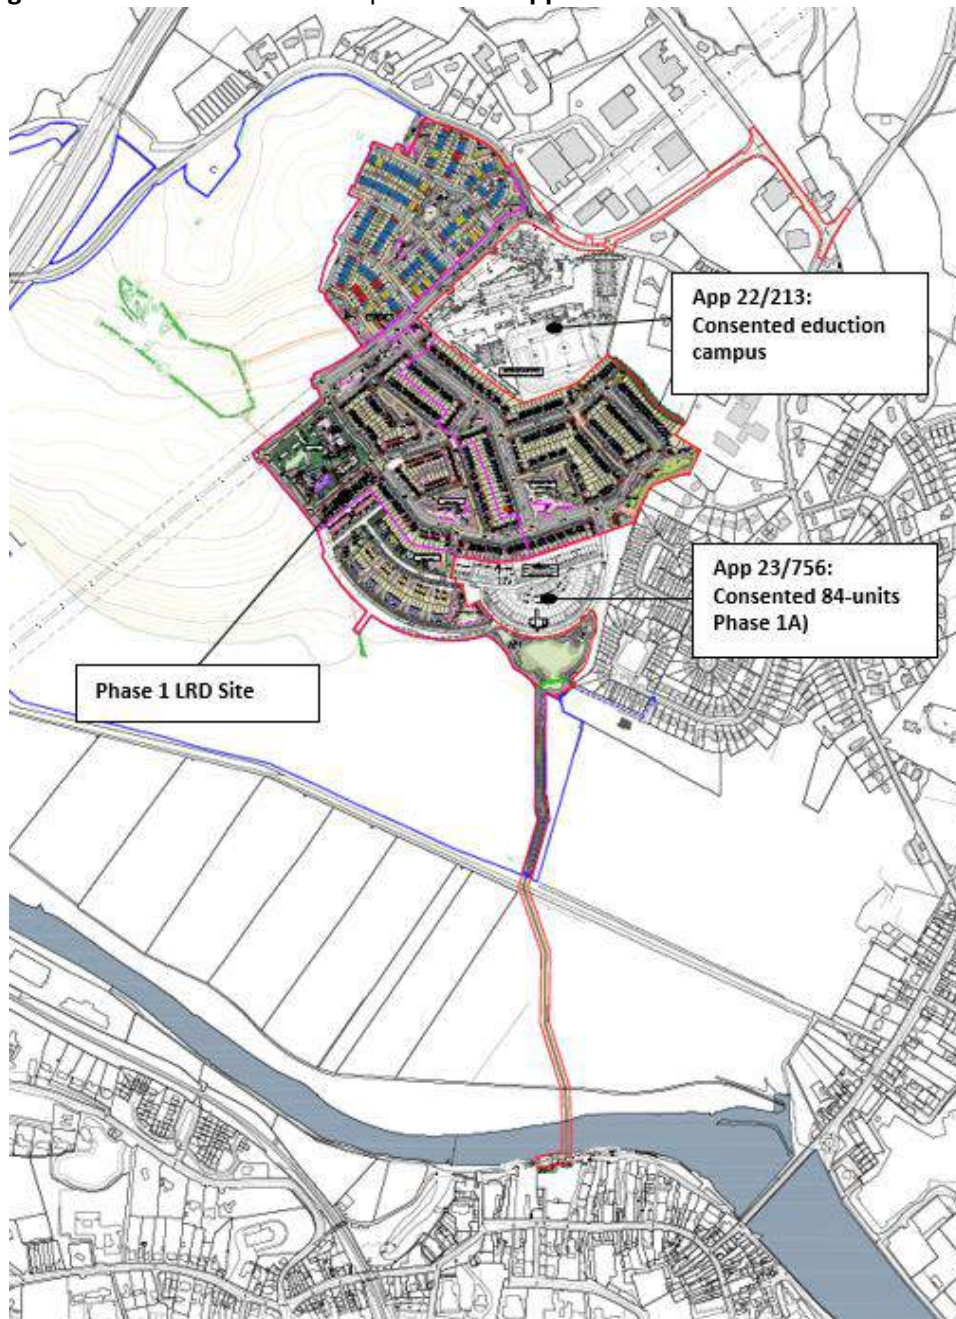 App 22/213:
Consented eduction
campus
App 23/756:
Consented 84-units
Phase 1A)
Phase 1 LRD Site